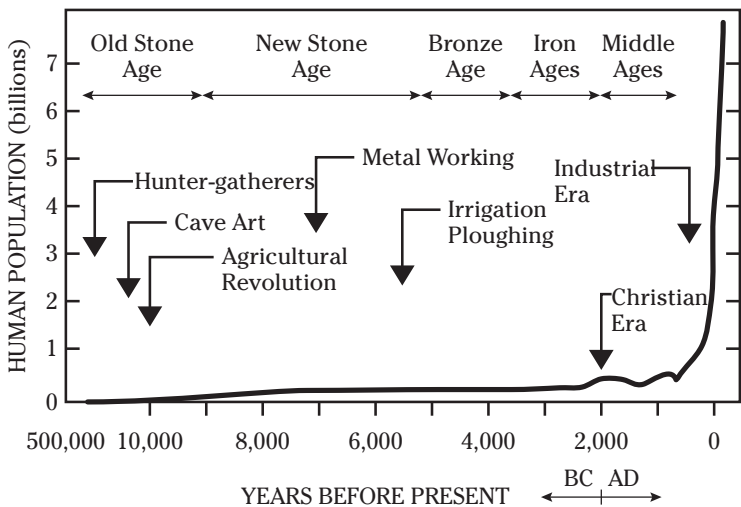 HUMAN POPULATION (billions)
7
6
5
4
3
2
1
0
Old Stone
Age
New Stone
Age
Bronze
Age
Iron
Ages
Middle
Ages
Hunter-gatherers
Cave Art
Agricultural
Revolution
Metal Working
Irrigation
Ploughing
Industrial
Era
Christian
Era
500,000 10,000 8,000 6,000 4,000 2,000 0
YEARS BEFORE PRESENT
BC AD